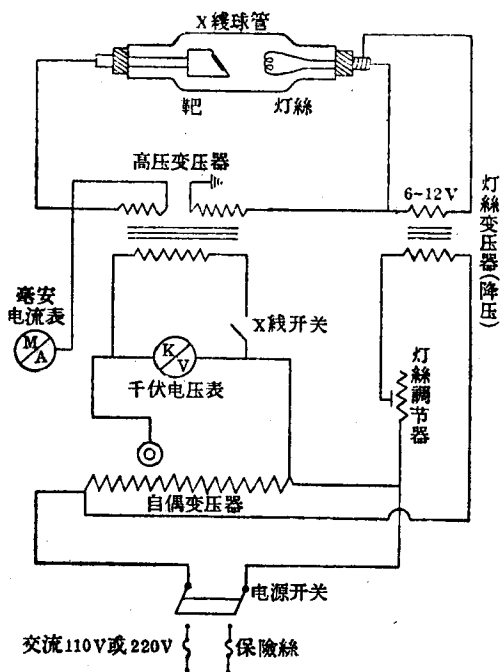 X线球管
靶
灯絲
高压变压器
6~12V
灯絲变压器(降压)
毫安
电流表
M
A
X线开关
K
V
千伏电压表
灯絲調节器
自偶变压器
电源开关
交流110V或220V
保險絲